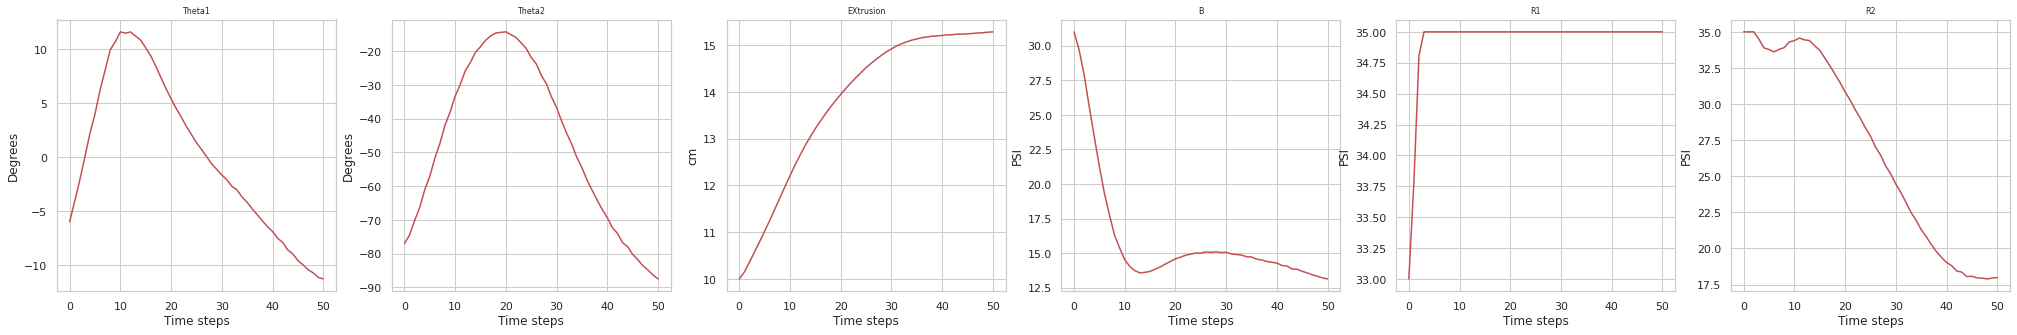 Theta1
Degrees
10
5
0
−5
−10
0 10 20 30 40 50
Time steps
Theta2
Degrees
−20
−30
−40
−50
−60
−70
−80
−90
0 10 20 30 40 50
Time steps
EXtrusion
cm
15
14
13
12
11
10
0 10 20 30 40 50
Time steps
B
PSI
30.0
27.5
25.0
22.5
20.0
17.5
15.0
12.5
0 10 20 30 40 50
Time steps
R1
PSI
35.00
34.75
34.50
34.25
34.00
33.75
33.50
33.25
33.00
0 10 20 30 40 50
Time steps
R2
PSI
35.0
32.5
30.0
27.5
25.0
22.5
20.0
17.5
0 10 20 30 40 50
Time steps